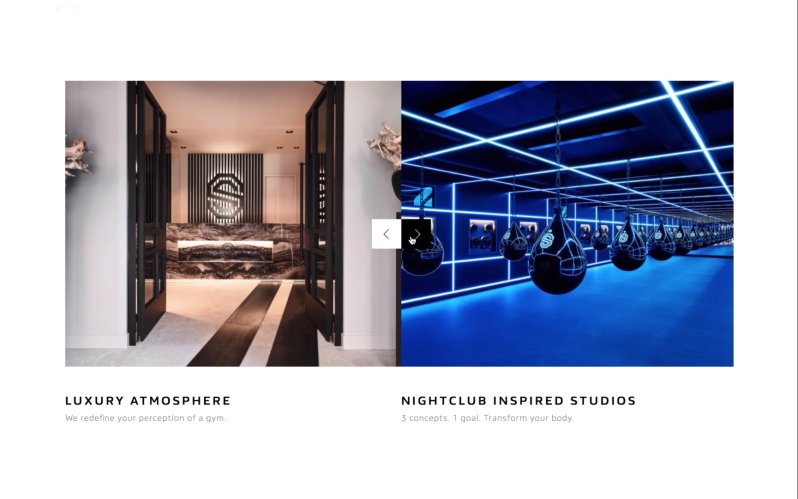 LUXURY ATMOSPHERE
We redefine your perception of a gym.
NIGHTCLUB INSPIRED STUDIOS
3 concepts. 1 goal. Transform your body.